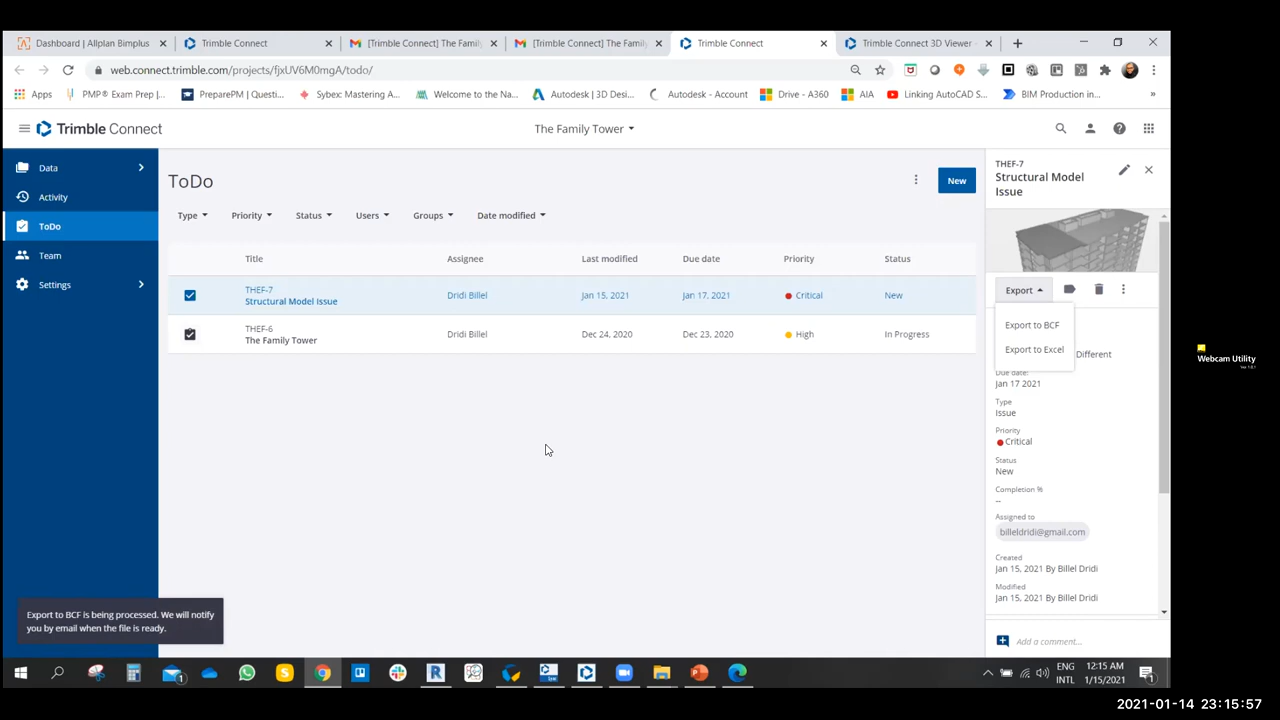 Dashboard | Allplan Bimplus
Trimble Connect
[Trimble Connect] The Family
[Trimble Connect] The Family
Trimble Connect
Trimble Connect 3D Viewer -
web.connect.trimble.com/projects/fjxUV6M0mgA/todo/
Apps
PMP® Exam Prep |...
PreparePM | Questi...
Sybex: Mastering A...
Welcome to the Na...
Autodesk | 3D Desi...
Autodesk - Account
Drive - A360
AIA
Linking AutoCAD S...
BIM Production in...
Trimble Connect
The Family Tower
Data
Activity
ToDo
Team
Settings
ToDo
New
Type
Priority
Status
Users
Groups
Date modified
Title
Assignee
Last modified
Due date
Priority
Status
THEF-7
Structural Model Issue
Dridi Billel
Jan 15, 2021
Jan 17, 2021
Critical
New
THEF-6
The Family Tower
Dridi Billel
Dec 24, 2020
Dec 23, 2020
High
In Progress
THEF-7
Structural Model
Issue
Export
Export to BCF
Export to Excel
Different
Due date:
Jan 17 2021
Type
Issue
Priority
Critical
Status
New
Completion %
--
Assigned to
billeldridi@gmail.com
Created
Jan 15, 2021 By Billel Dridi
Modified
Jan 15, 2021 By Billel Dridi
Add a comment...
Export to BCF is being processed. We will notify
you by email when the file is ready.
Webcam Utility
ENG
INTL
12:15 AM
1/15/2021
2021-01-14 23:15:57